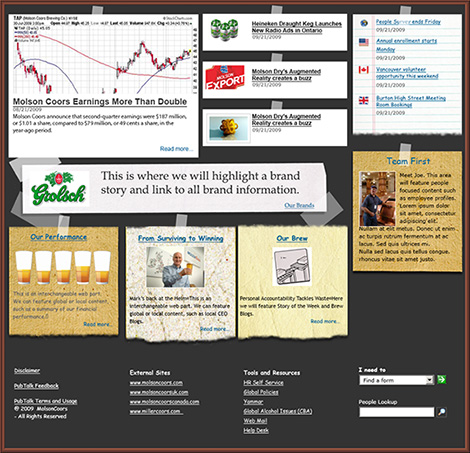 T&P (Molson Coors Brewing Co.) NYSE
© StockCharts.com
Molson Coors Earnings More Than Double
08/21/2009
Molson Coors announce that second-quarter earnings were $187 million,
or $1.01 a share, compared to $79 million, or 49 cents a share, in the
year-ago period.
Read more...
Heineken Draught Keg Launches
New Radio Ads in Ontario
09/21/2009
MOLSON
EXPORT
Molson Dry's Augmented
Reality creates a buzz
09/21/2009
Molson Dry's Augmented
Reality creates a buzz
09/21/2009
People Survey ends Friday
09/21/2009
Annual enrollment starts
Monday
09/21/2009
Vancouver volunteer
opportunity this weekend
09/21/2009
Burton High Street Meeting
Room Bookings
09/21/2009
Grolsch
This is where we will highlight a brand
story and link to all brand information.
Our Brands
Team First
Meet Joe. This area
will feature people
focused content such
as employee profiles.
Lorem ipsum dolor
sit amet, consectetur
adipiscing elit.
Nullam at elit metus. Donec ut enim
ac turpis rutrum fermentum at ac
lacus. Sed quis ultrices mi.
Nulla sed lacus quis tellus congue.
rhoncus vitae sit amet justo.
Our Performance
This is an interchangeable web part.
We can feature global or local content,
such as a summary of our financial
performance.
Read more...
From Surviving to Winning
Mark's back at the Helm=This is an
interchangeable web part. We can feature
global or local content, such as local CEO
Blogs.
Read more...
Our Brew
Personal Accountability Tackles Waste=Here
we will feature Story of the Week and Brew
Blogs.
Read more...
Disclaimer
PubTalk Feedback
PubTalk Terms and Usage
© 2009 MolsonCoors
- All Rights Reserved
External Sites
www.molsoncoors.com
www.molsoncoorsuk.com
www.molsoncoorscanada.com
www.millercoors.com
Tools and Resources
HR Self Service
Global Policies
Yammer
Global Alcohol Issues (CBA)
Web Mail
Help Desk
I need to
Find a form
People Lookup